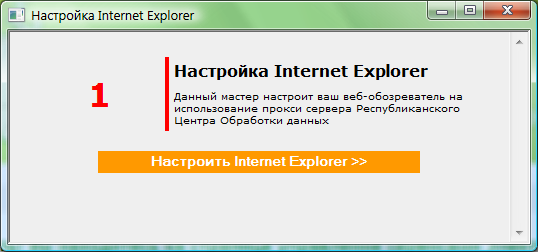 Настройка Internet Explorer
1
Настройка Internet Explorer
Данный мастер настроит ваш веб-обозреватель на
использование прокси сервера Республиканского
Центра Обработки данных
Настроить Internet Explorer >>